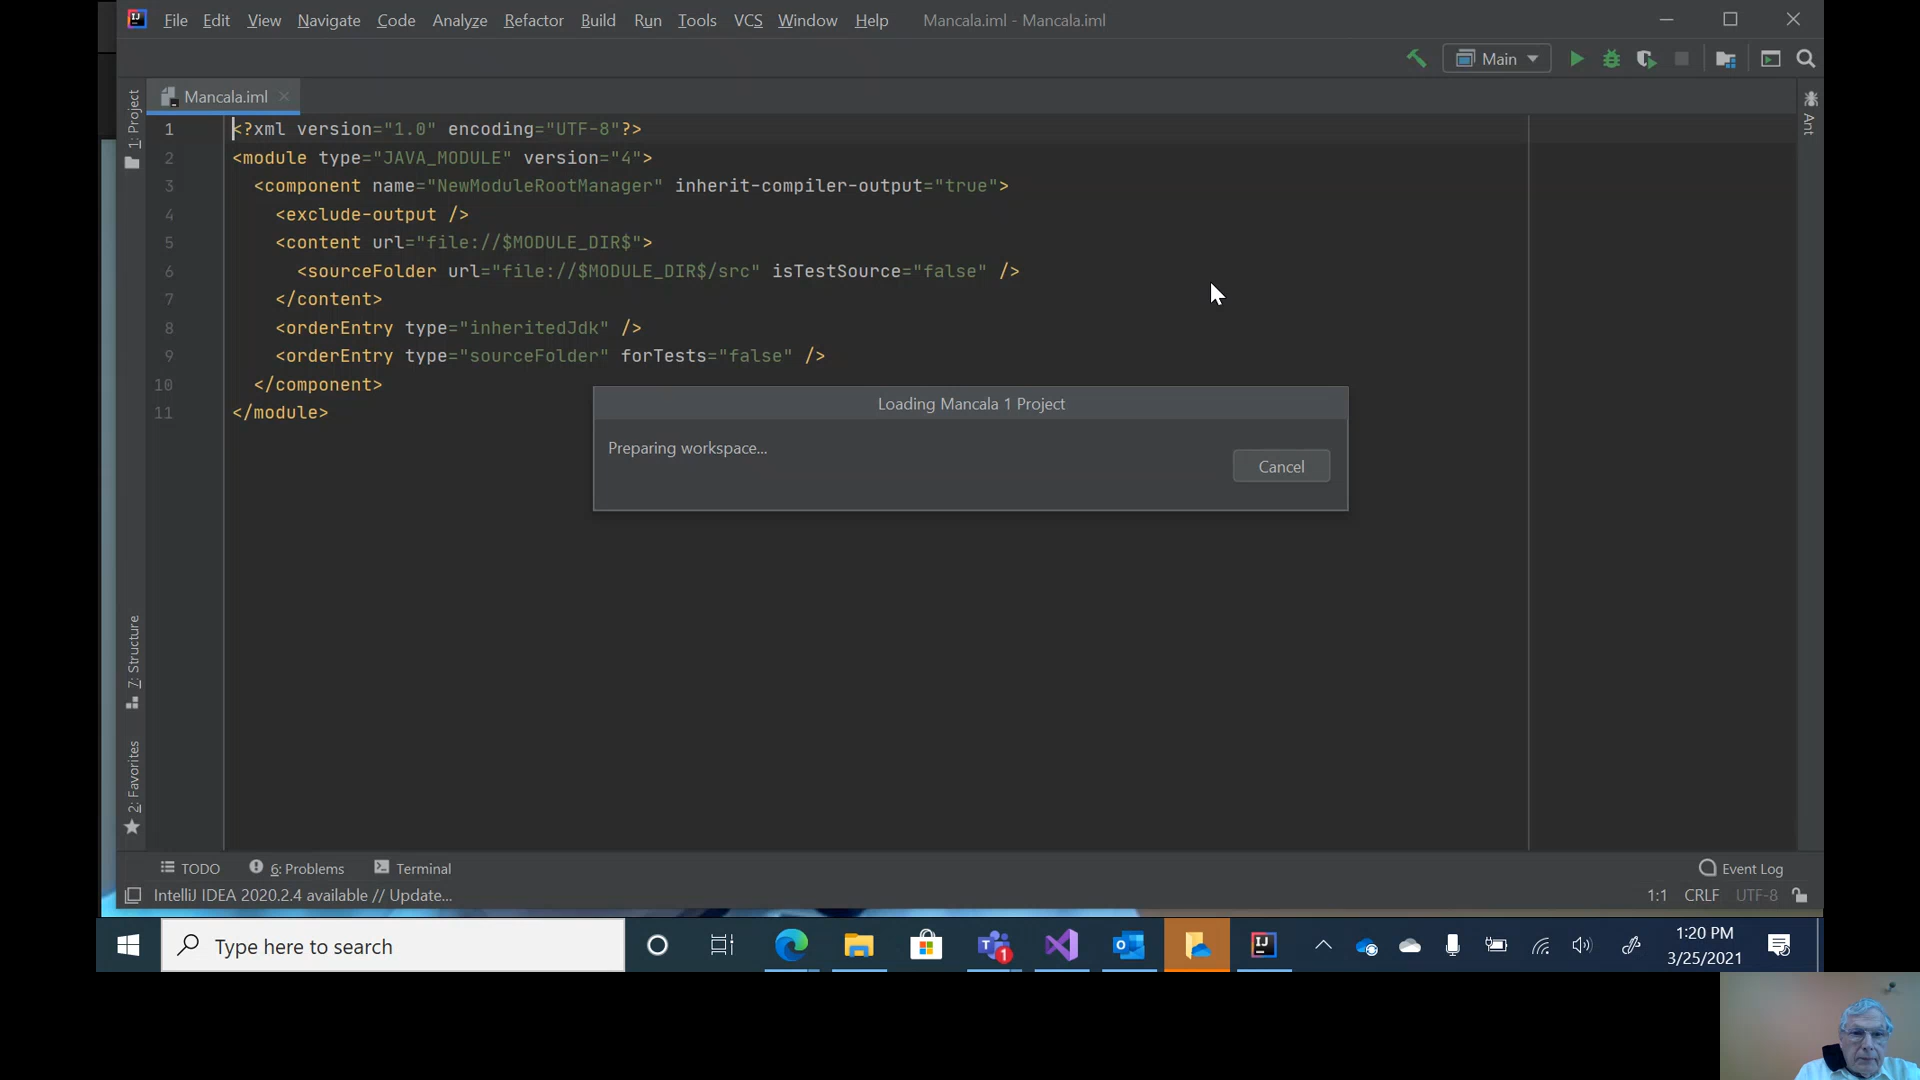 File Edit View Navigate Code Analyze Refactor Build Run Tools VCS Window Help Mancala.iml - Mancala.iml
Main
Mancala.iml
1: Project
Ant
1 <?xml version="1.0" encoding="UTF-8"?>
2 <module type="JAVA_MODULE" version="4">
3 <component name="NewModuleRootManager" inherit-compiler-output="true">
4 <exclude-output />
5 <content url="file://$MODULE_DIR$">
6 <sourceFolder url="file://$MODULE_DIR$/src" isTestSource="false" />
7 </content>
8 <orderEntry type="inheritedJdk" />
9 <orderEntry type="sourceFolder" forTests="false" />
10 </component>
11 </module>
Loading Mancala 1 Project
Preparing workspace...
Cancel
7: Structure
2: Favorites
TODO 6: Problems Terminal Event Log
IntelliJ IDEA 2020.2.4 available // Update... 1:1 CRLF UTF-8
Type here to search
1
IJ
1:20 PM
3/25/2021